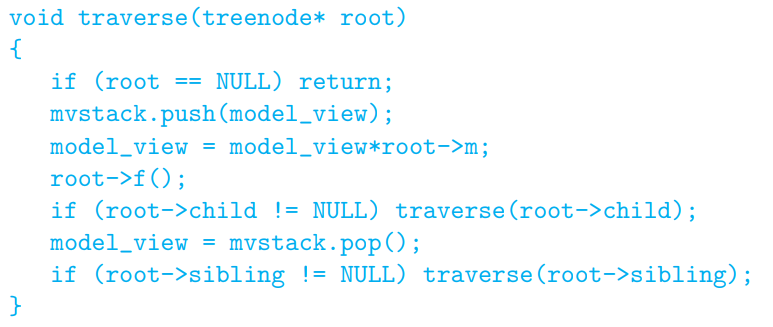 void traverse(treenode* root)
{
   if (root == NULL) return;
   mvstack.push(model_view);
   model_view = model_view*root->m;
   root->f();
   if (root->child != NULL) traverse(root->child);
   model_view = mvstack.pop();
   if (root->sibling != NULL) traverse(root->sibling);
}